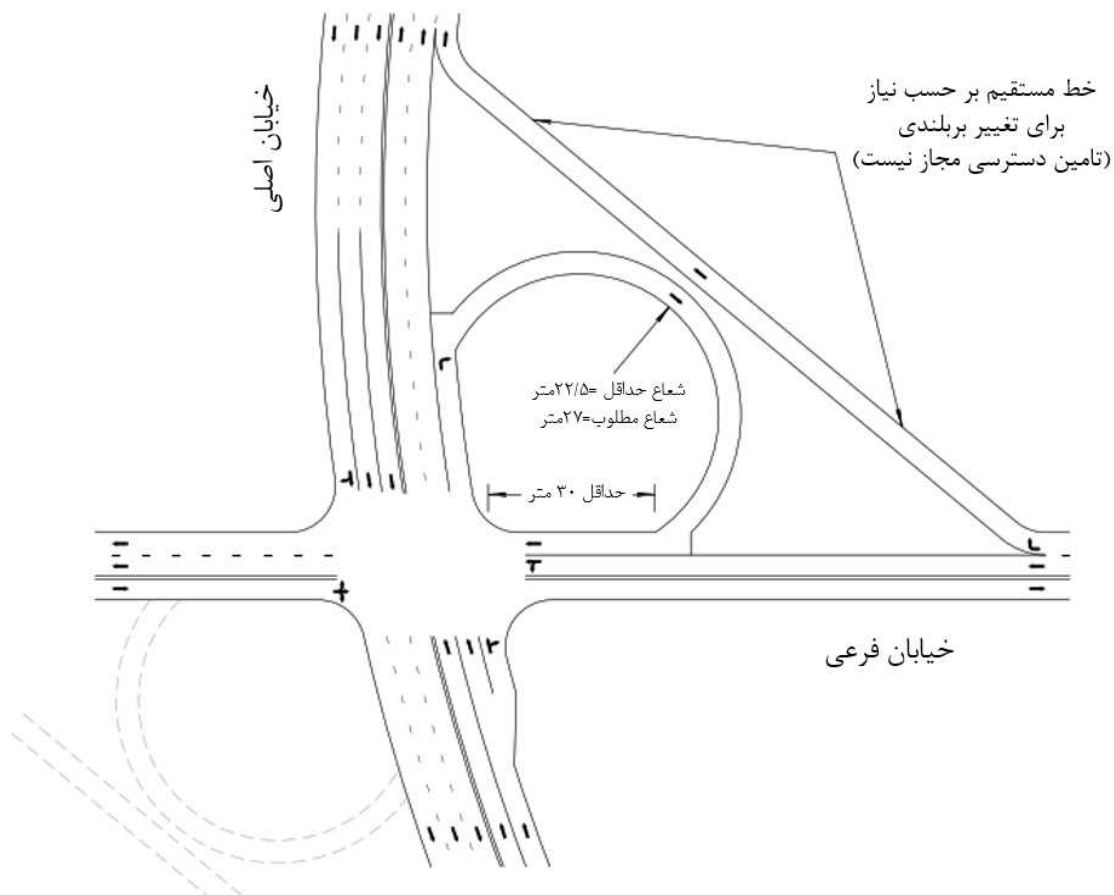 خط مستقیم بر حسب نیاز
برای تغییر بربلندی
(تامین دسترسی مجاز نیست)
خیابان اصلی
شعاع حداقل =۲۲/۵متر
شعاع مطلوب=۲۷متر
حداقل ۳۰ متر
خیابان فرعی